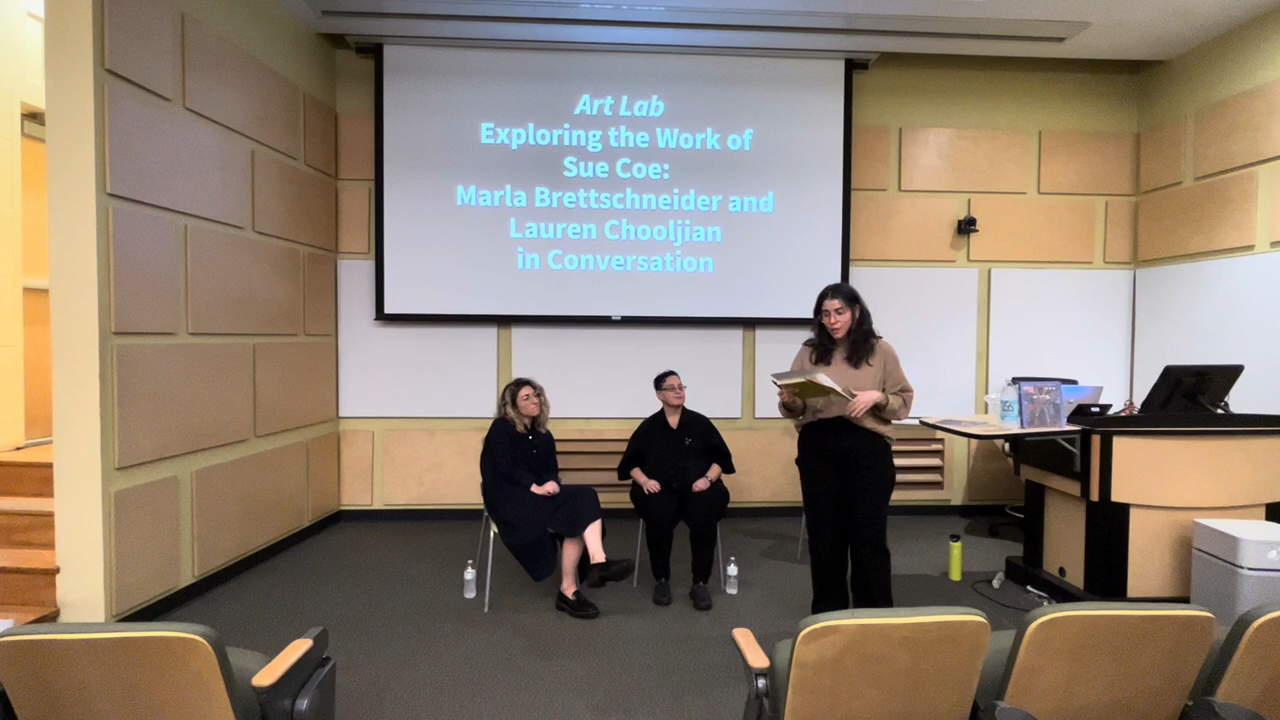 Art Lab
Exploring the Work of
Sue Coe:
Marla Brettschneider and
Lauren Chooljian
in Conversation